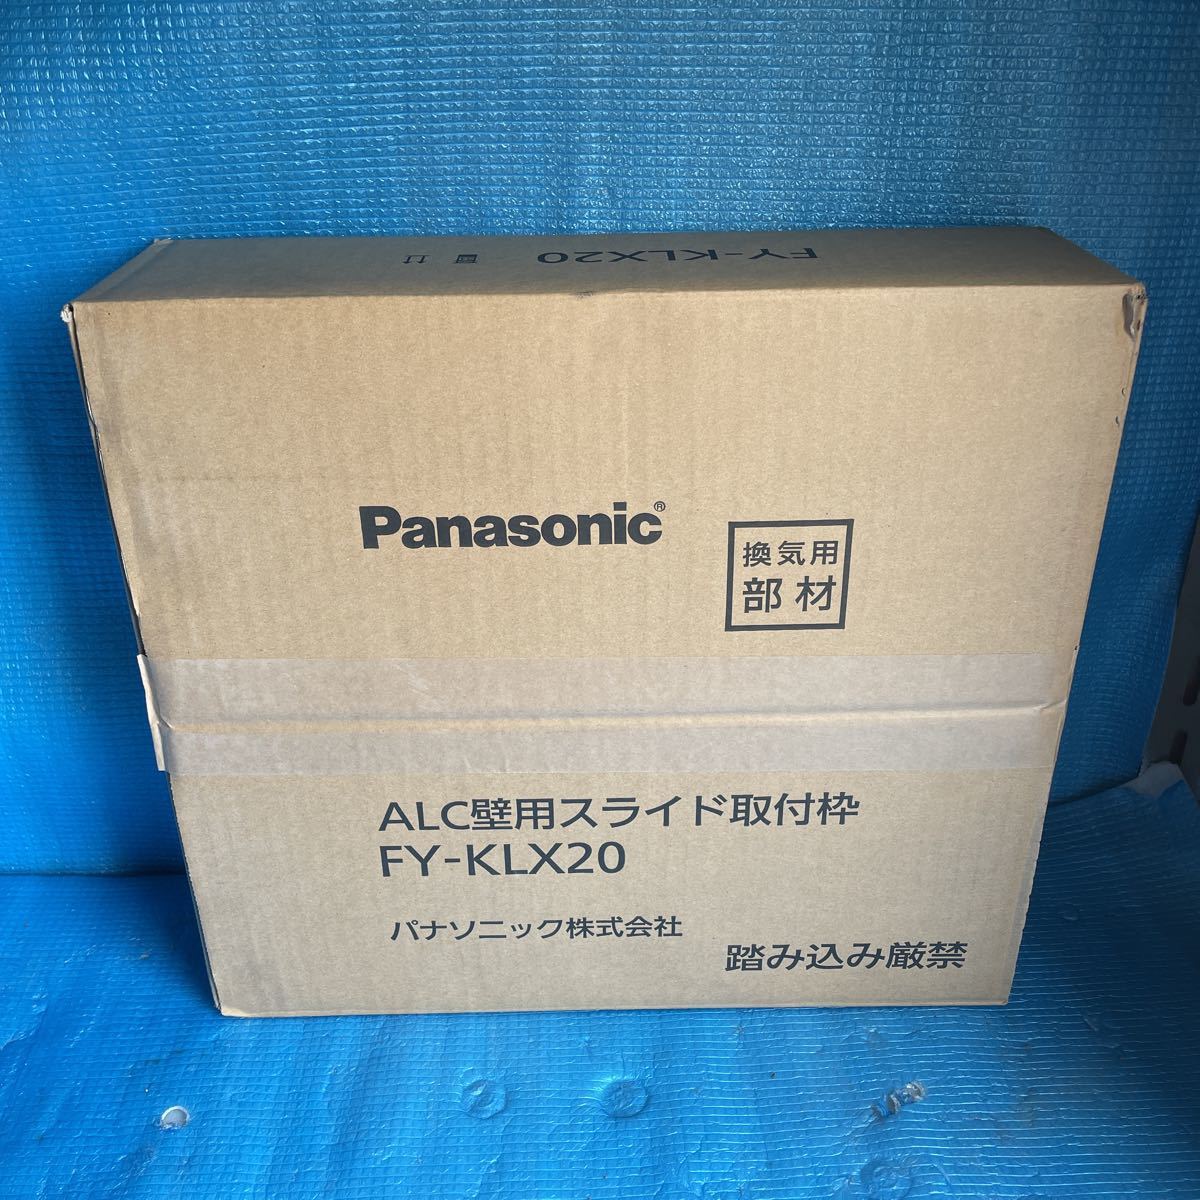 FY-KLX20
Panasonic®
換気用
部材
ALC壁用スライド取付枠
FY-KLX20
パナソニック株式会社
踏み込み厳禁